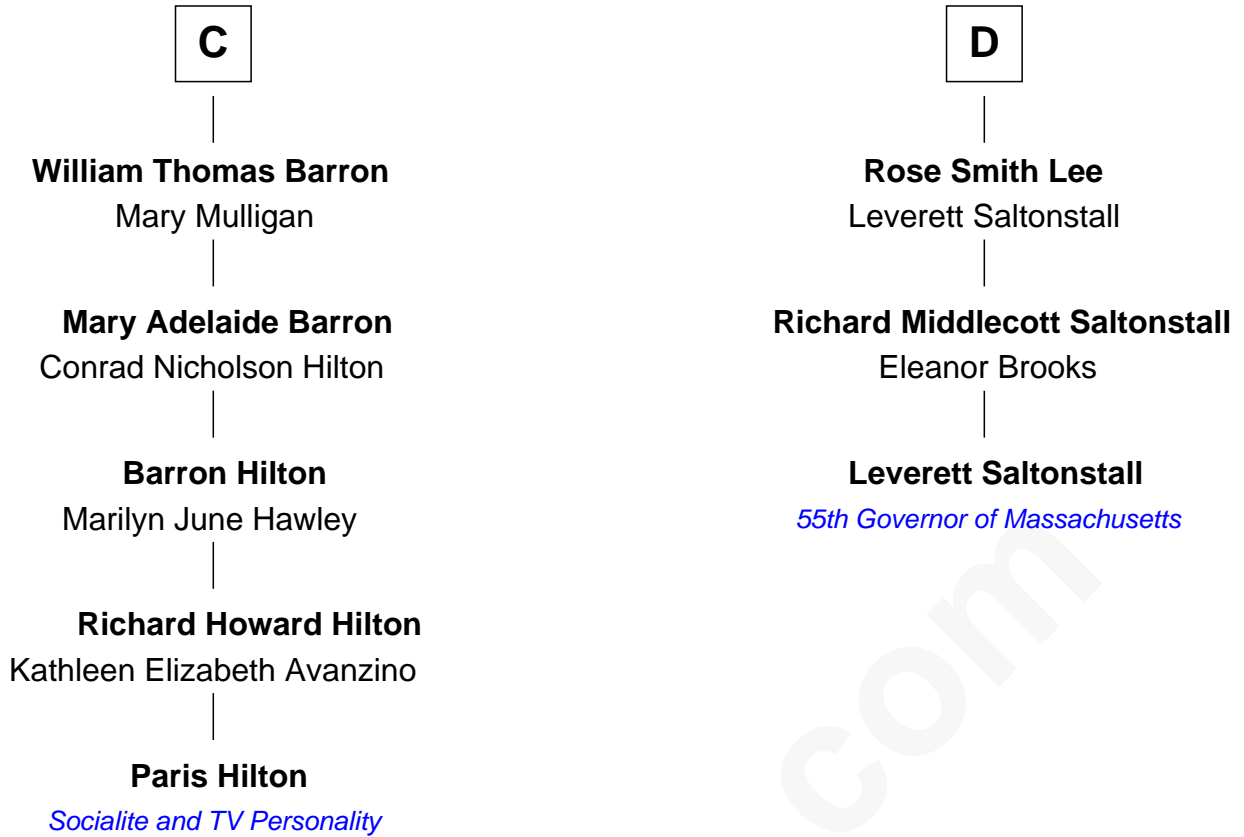 C
William Thomas Barron
Mary Mulligan
Mary Adelaide Barron
Conrad Nicholson Hilton
Barron Hilton
Marilyn June Hawley
Richard Howard Hilton
Kathleen Elizabeth Avanzino
Paris Hilton
Socialite and TV Personality
D
Rose Smith Lee
Leverett Saltonstall
Richard Middlecott Saltonstall
Eleanor Brooks
Leverett Saltonstall
55th Governor of Massachusetts
com